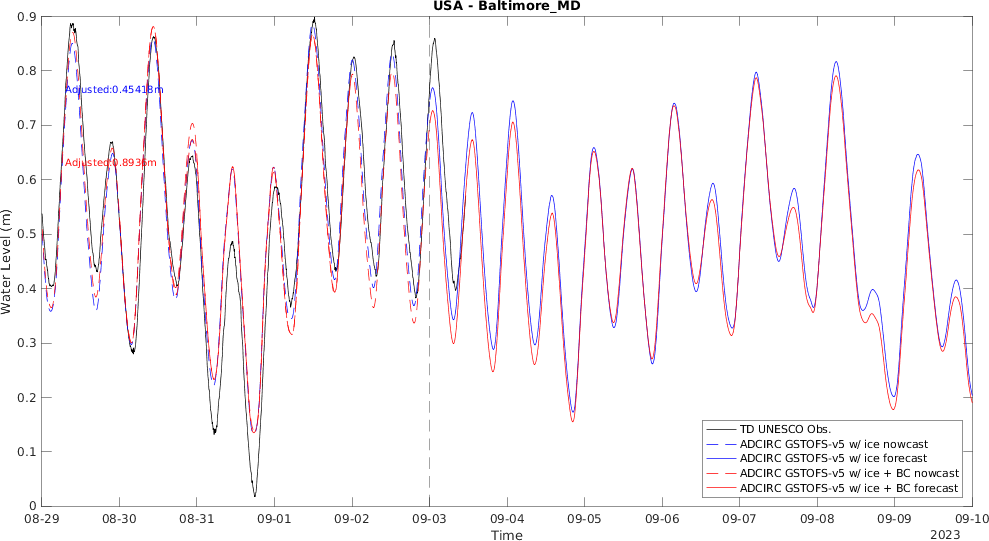 USA - Baltimore_MD
Water Level (m)
0.9
0.8
0.7
0.6
0.5
0.4
0.3
0.2
0.1
0
Adjusted:0.45418m
Adjusted:0.8936m
TD UNESCO Obs.
ADCIRC GSTOFS-v5 w/ ice nowcast
ADCIRC GSTOFS-v5 w/ ice forecast
ADCIRC GSTOFS-v5 w/ ice + BC nowcast
ADCIRC GSTOFS-v5 w/ ice + BC forecast
08-29 08-30 08-31 09-01 09-02 09-03 09-04 09-05 09-06 09-07 09-08 09-09 09-10
Time
2023